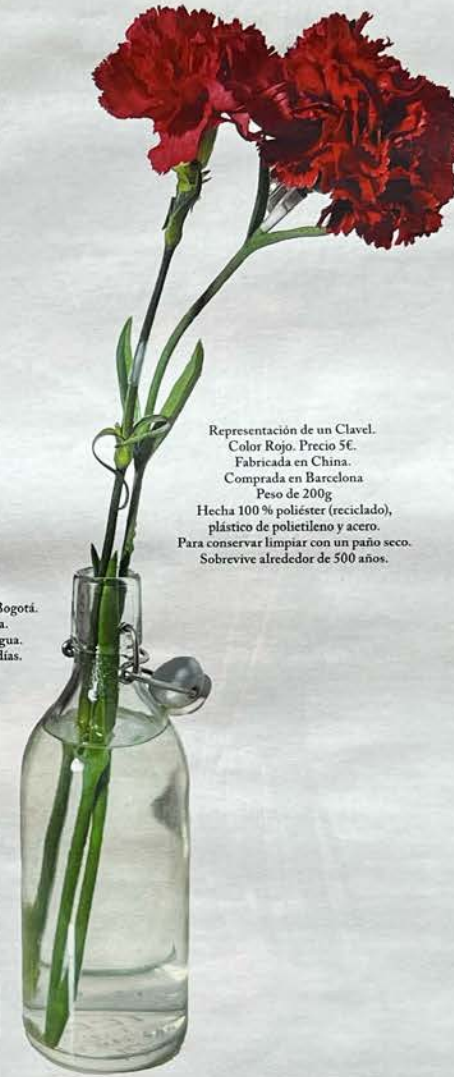 Representación de un Clavel.
Color Rojo. Precio 5€.
Fabricada en China.
Comprada en Barcelona
Peso de 200g
Hecha 100 % poliéster (reciclado),
plástico de polietileno y acero.
Para conservar limpiar con un paño seco.
Sobrevive alrededor de 500 años.
Bogotá.